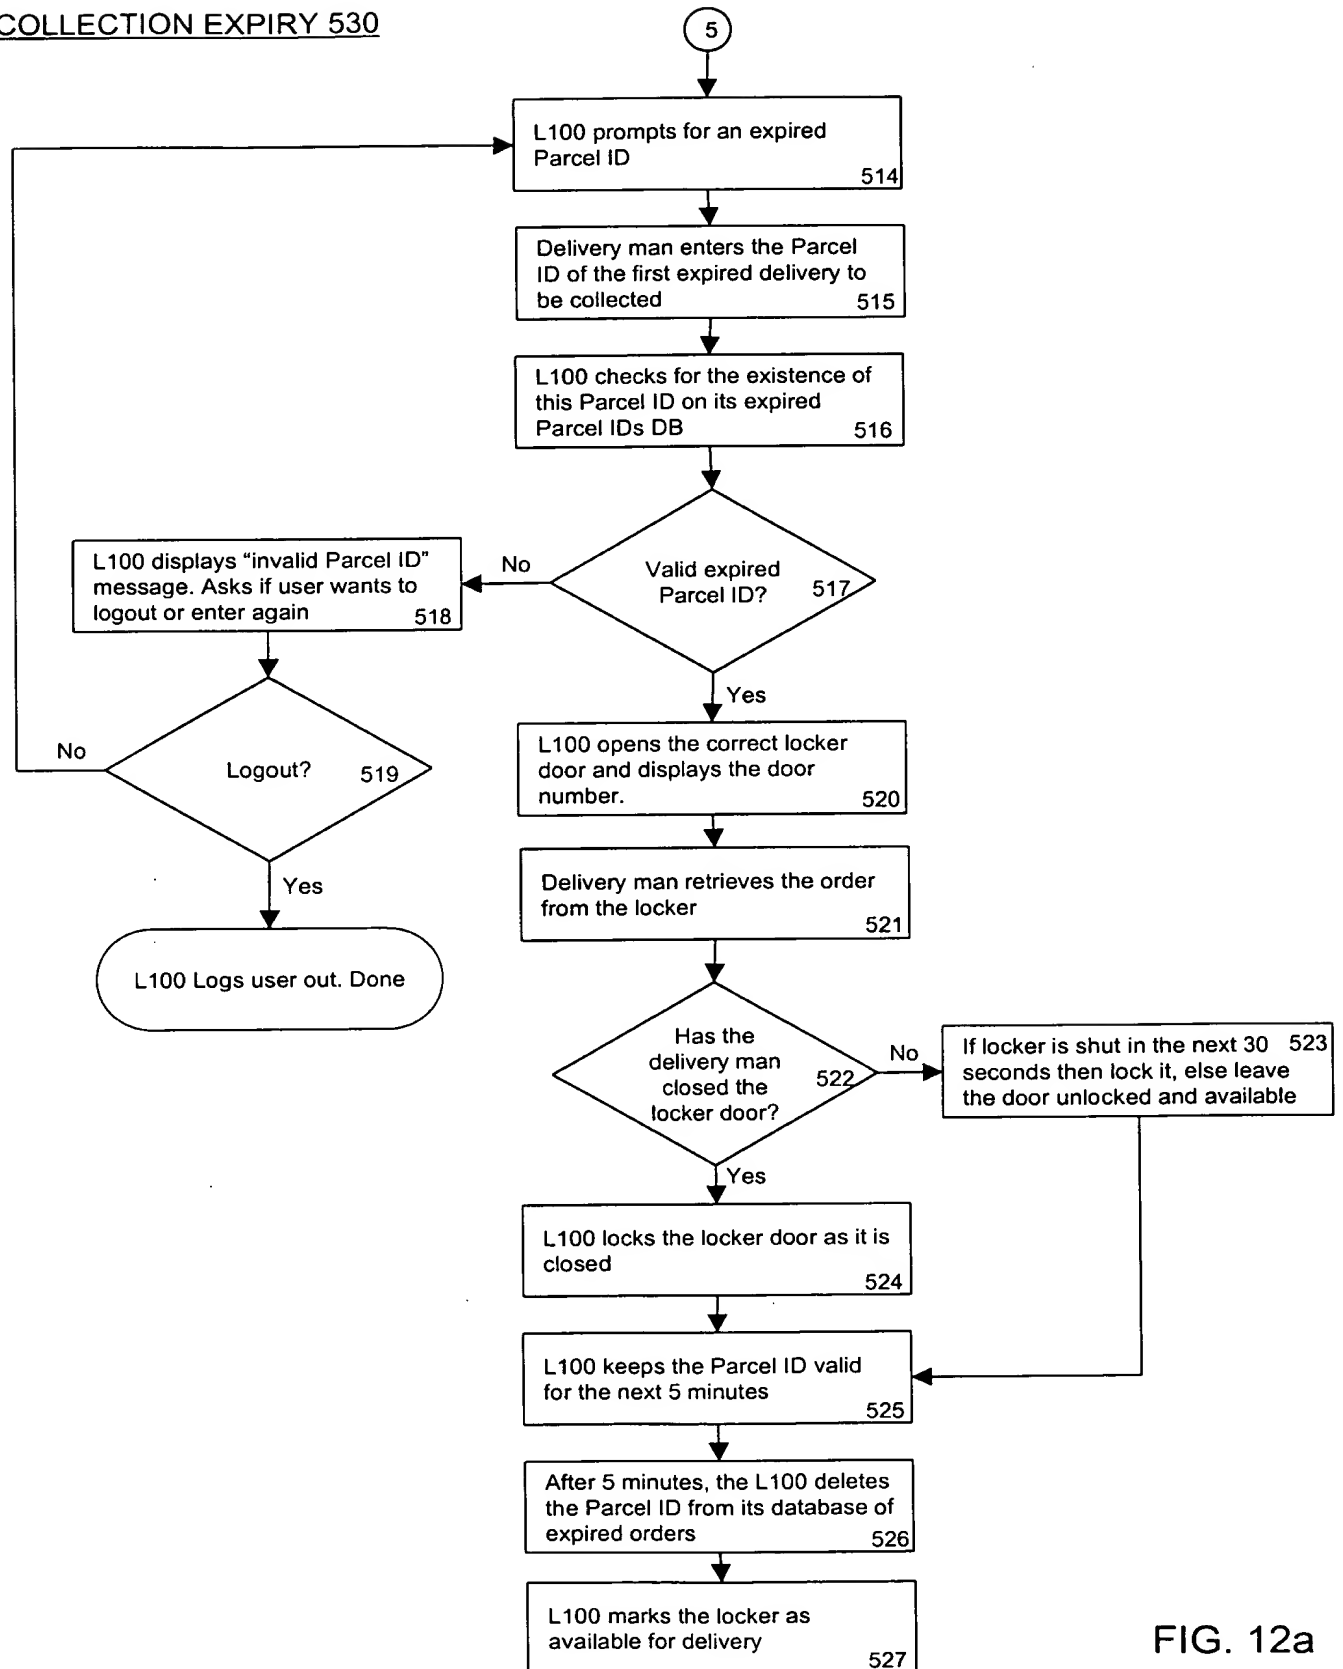 COLLECTION EXPIRY 530
5
L100 prompts for an expired
Parcel ID
514
Delivery man enters the Parcel
ID of the first expired delivery to
be collected 515
L100 checks for the existence of
this Parcel ID on its expired
Parcel IDs DB 516
Valid expired
Parcel ID?
517
No
L100 displays “invalid Parcel ID”
message. Asks if user wants to
logout or enter again 518
Yes
Logout? 519
No
Yes
L100 Logs user out. Done
L100 opens the correct locker
door and displays the door
number. 520
Delivery man retrieves the order
from the locker
521
Has the
delivery man
closed the
locker door?
522
No
If locker is shut in the next 30 523
seconds then lock it, else leave
the door unlocked and available
Yes
L100 locks the locker door as it is
closed
524
L100 keeps the Parcel ID valid
for the next 5 minutes
525
After 5 minutes, the L100 deletes
the Parcel ID from its database of
expired orders 526
L100 marks the locker as
available for delivery
527
FIG. 12a